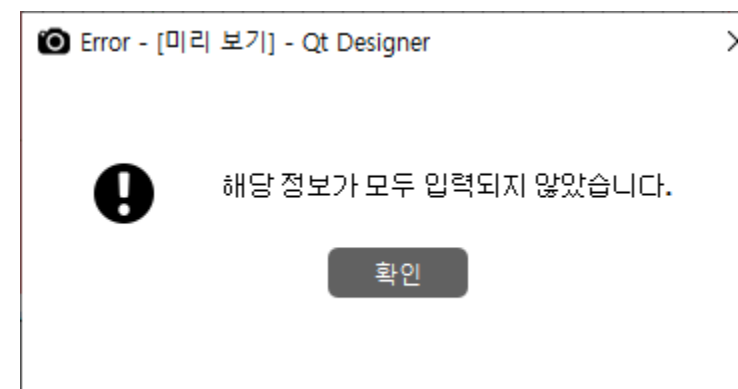 Error - [미리 보기] - Qt Designer
해당 정보가 모두 입력되지 않았습니다.
확인